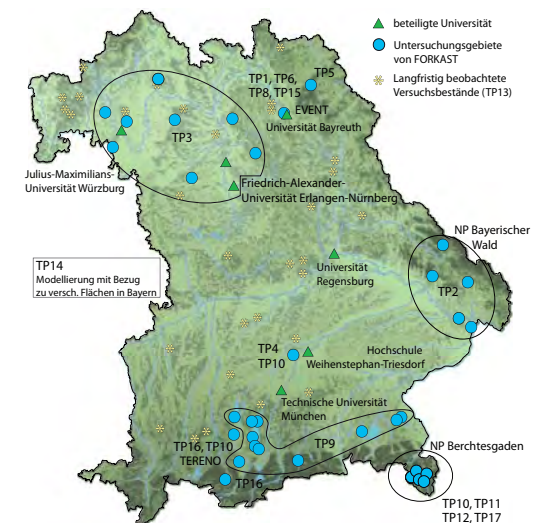 beteiligte Universität
Untersuchungsgebiete
von FORKAST
Langfristig beobachtete
Versuchsbestände (TP13)
TP1, TP6,
TP8, TP15
TP5
EVENT
Universität Bayreuth
TP3
Julius-Maximilians-
Universität Würzburg
Friedrich-Alexander-
Universität Erlangen-Nürnberg
NP Bayerischer
Wald
TP14
Modellierung mit Bezug
zu versch. Flächen in Bayern
Universität
Regensburg
TP2
TP4
TP10
Hochschule
Weihenstephan-Triesdorf
Technische Universität
München
TP16, TP10
TERENO
TP9
NP Berchtesgaden
TP16
TP10, TP11
TP12, TP17